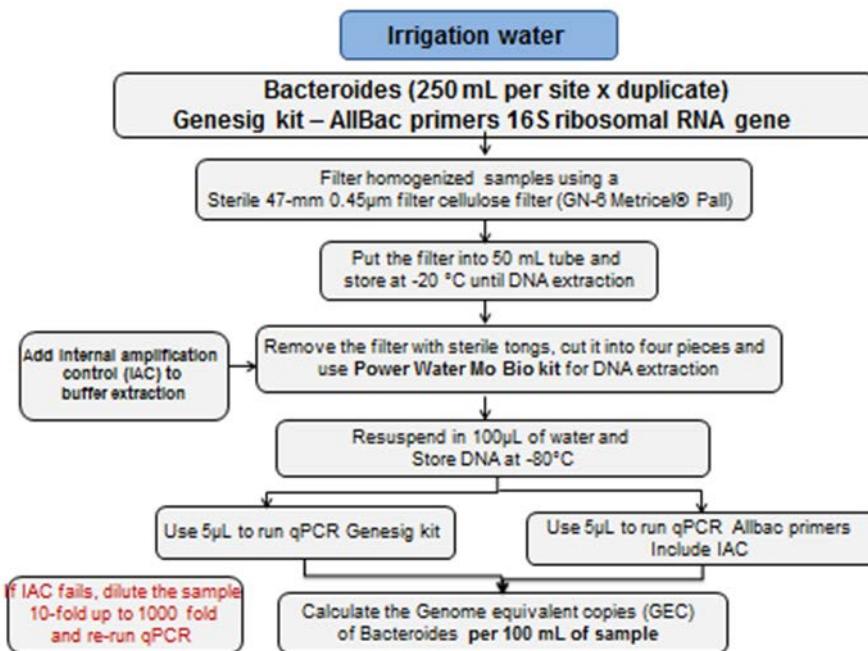 Irrigation water
Bacteroides (250 mL per site x duplicate)
Genesig kit – AllBac primers 16S ribosomal RNA gene
Filter homogenized samples using a
Sterile 47-mm 0.45µm filter cellulose filter (GN-6 Metricel® Pall)
Put the filter into 50 mL tube and
store at -20 °C until DNA extraction
Add Internal amplification
control (IAC) to
buffer extraction
Remove the filter with sterile tongs, cut it into four pieces and
use Power Water Mo Bio kit for DNA extraction
Resuspend in 100µL of water and
Store DNA at -80°C
Use 5µL to run qPCR Genesig kit
Use 5µL to run qPCR Allbac primers
Include IAC
If IAC fails, dilute the sample
10-fold up to 1000 fold
and re-run qPCR
Calculate the Genome equivalent copies (GEC)
of Bacteroides per 100 mL of sample